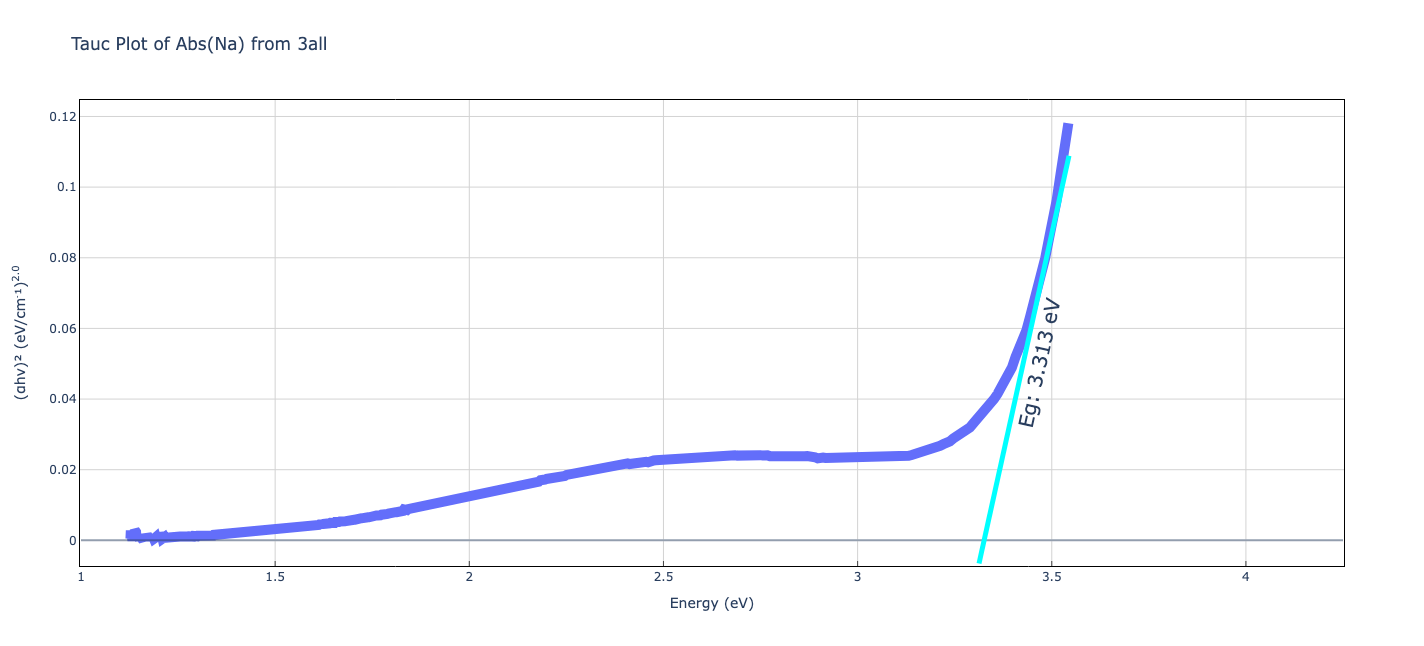 Tauc Plot of Abs(Na) from 3all
0.12
0.1
0.08
0.06
0.04
0.02
0
(αhv)² (eV/cm⁻¹)²·⁰
Eg: 3.313 eV
1 1.5 2 2.5 3 3.5 4
Energy (eV)